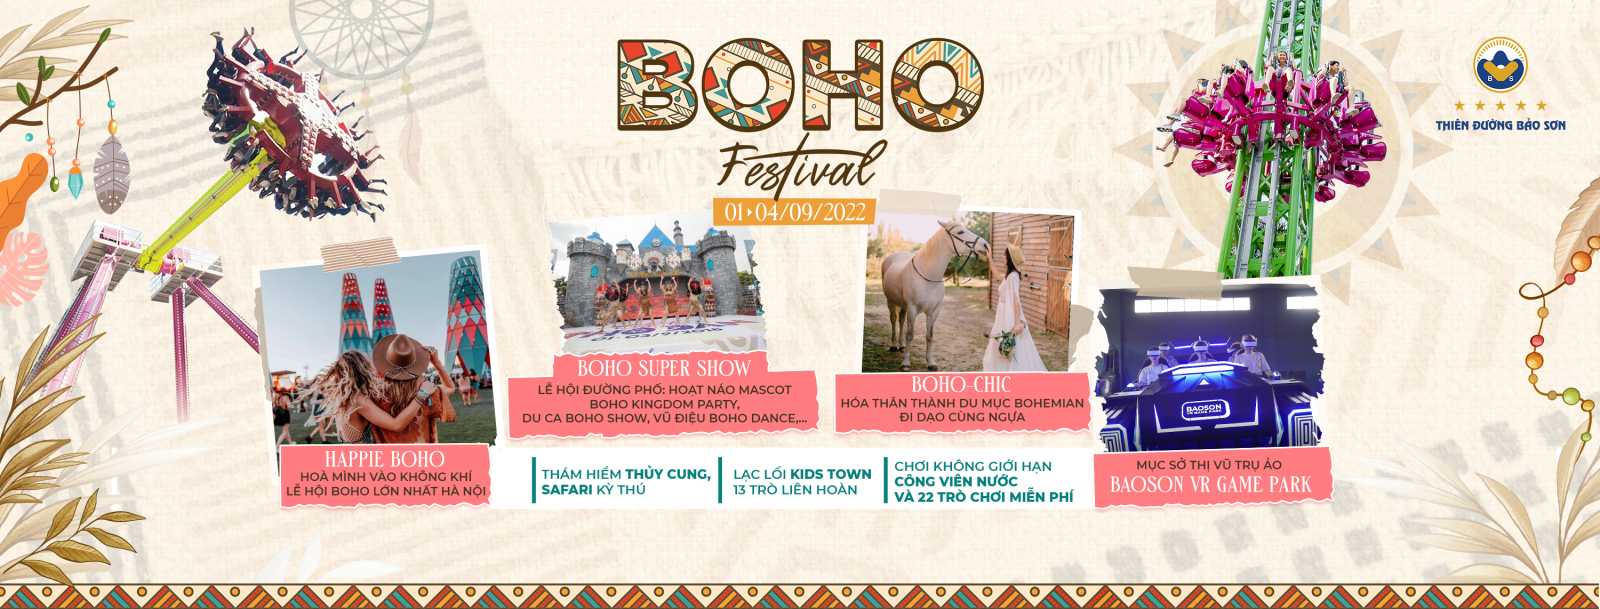 BOHO
Festival
01 ▸ 04/09/2022
B S
THIÊN ĐƯỜNG BẢO SƠN
HAPPIE BOHO
HOÀ MÌNH VÀO KHÔNG KHÍ
LỄ HỘI BOHO LỚN NHẤT HÀ NỘI
BOHO SUPER SHOW
LỄ HỘI ĐƯỜNG PHỐ: HOẠT NÁO MASCOT
BOHO KINGDOM PARTY,
DU CA BOHO SHOW, VŨ ĐIỆU BOHO DANCE,...
BOHO-CHIC
HÓA THÂN THÀNH DU MỤC BOHEMIAN
ĐI DẠO CÙNG NGỰA
BAOSON
VR GAME PARK
MỤC SỞ THỊ VŨ TRỤ ẢO
BAOSON VR GAME PARK
THÁM HIỂM THỦY CUNG,
SAFARI KỲ THÚ
LẠC LỐI KIDS TOWN
13 TRÒ LIÊN HOÀN
CHƠI KHÔNG GIỚI HẠN
CÔNG VIÊN NƯỚC
VÀ 22 TRÒ CHƠI MIỄN PHÍ